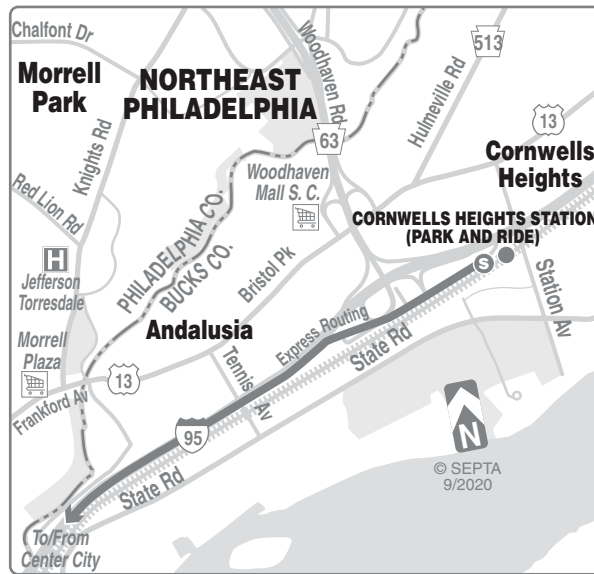 Chalfont Dr
Morrell
Park
NORTHEAST
PHILADELPHIA
Woodhaven Rd
513
Hulmeville Rd
13
63
Knights Rd
Woodhaven
Mall S. C.
Cornwells
Heights
Red Lion Rd
CORNWELLS HEIGHTS STATION
(PARK AND RIDE)
S
PHILADELPHIA CO.
BUCKS CO.
Bristol Pk
H
Jefferson
Torresdale
Station Av
Andalusia
Express Routing
Morrell
Plaza
State Rd
Tennis Av
13
Frankford Av
95
N
State Rd
© SEPTA
9/2020
To/From
Center City